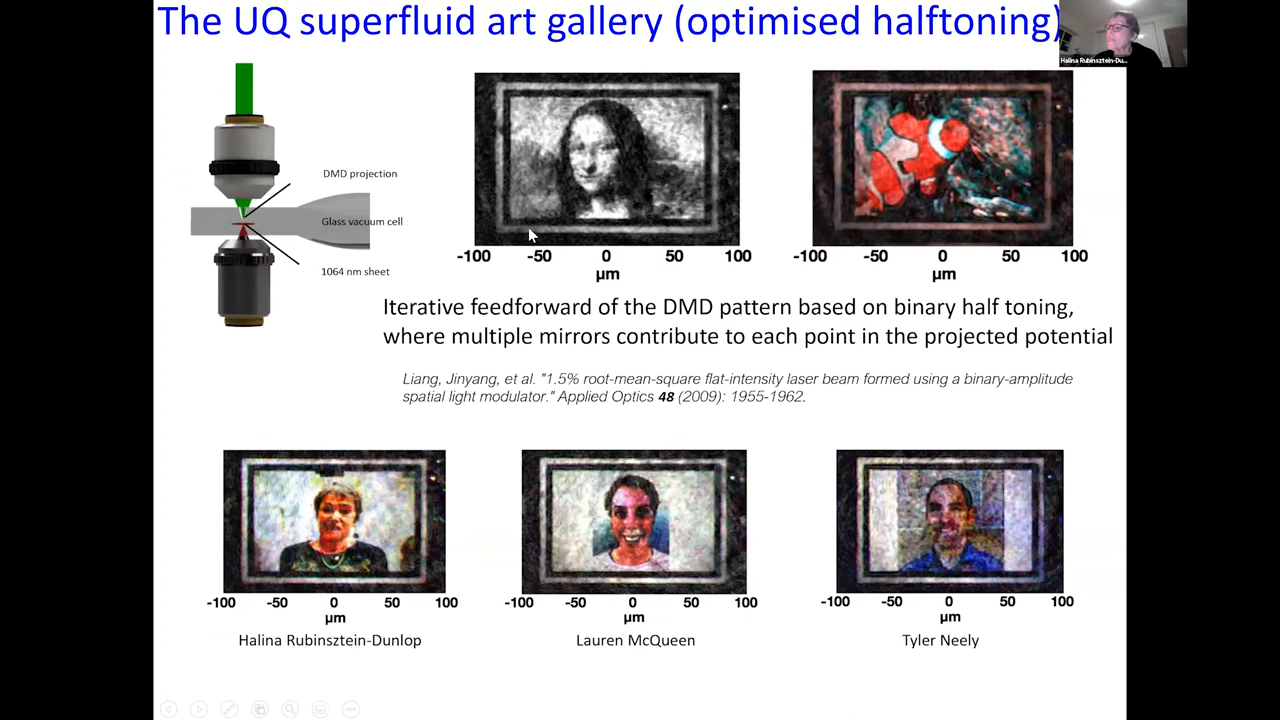 The UQ superfluid art gallery (optimised halftoning)
Halina Rubinsztein-Du...
DMD projection
Glass vacuum cell
1064 nm sheet
-100 -50 0 50 100
µm
-100 -50 0 50 100
µm
Iterative feedforward of the DMD pattern based on binary half toning,
where multiple mirrors contribute to each point in the projected potential
Liang, Jinyang, et al. "1.5% root-mean-square flat-intensity laser beam formed using a binary-amplitude
spatial light modulator." Applied Optics 48 (2009): 1955-1962.
-100 -50 0 50 100
µm
Halina Rubinsztein-Dunlop
-100 -50 0 50 100
µm
Lauren McQueen
-100 -50 0 50 100
µm
Tyler Neely